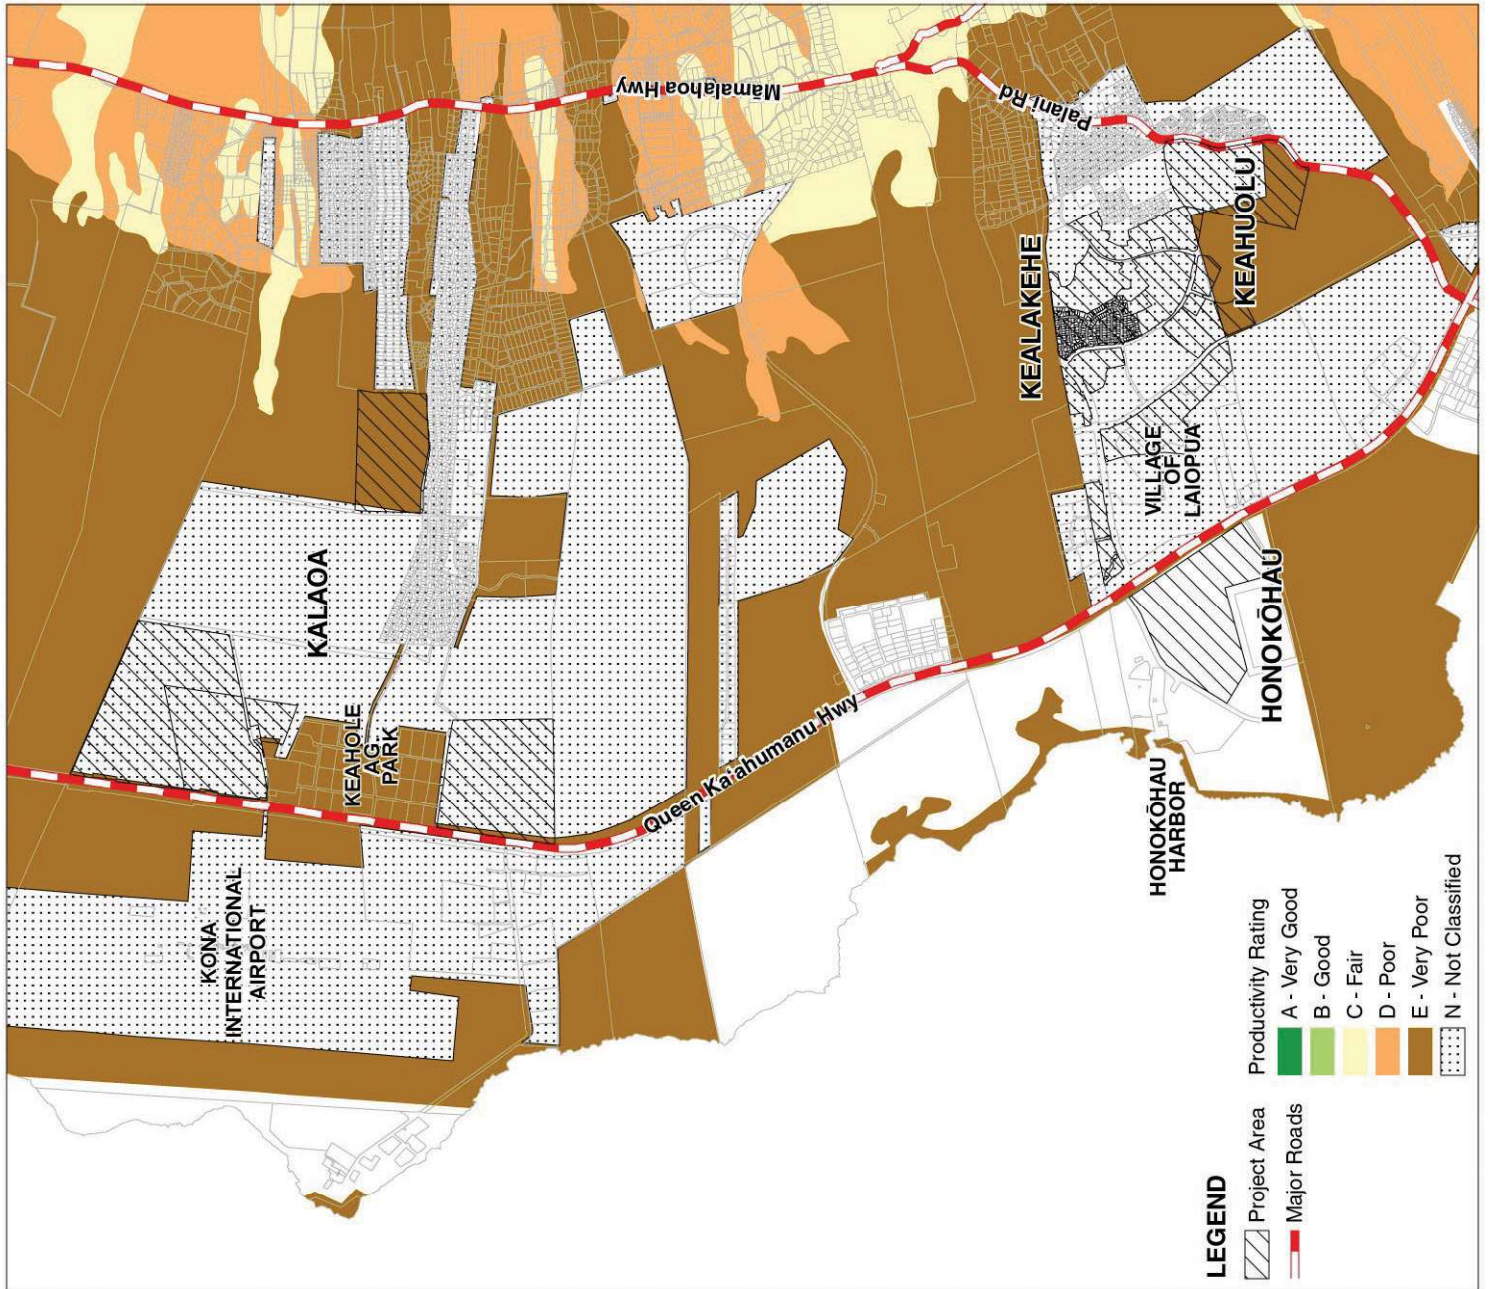 Māmalahoa Hwy
Palani Rd
KEALAKEHE
KEAHUOLU
VILLAGE
OF
LAIOPUA
KALAOA
KEAHOLE
AG
PARK
Queen Ka'ahumanu Hwy
HONOKŌHAU
KONA
INTERNATIONAL
AIRPORT
HONOKŌHAU
HARBOR
LEGEND
Project Area
Major Roads
Productivity Rating
A - Very Good
B - Good
C - Fair
D - Poor
E - Very Poor
N - Not Classified